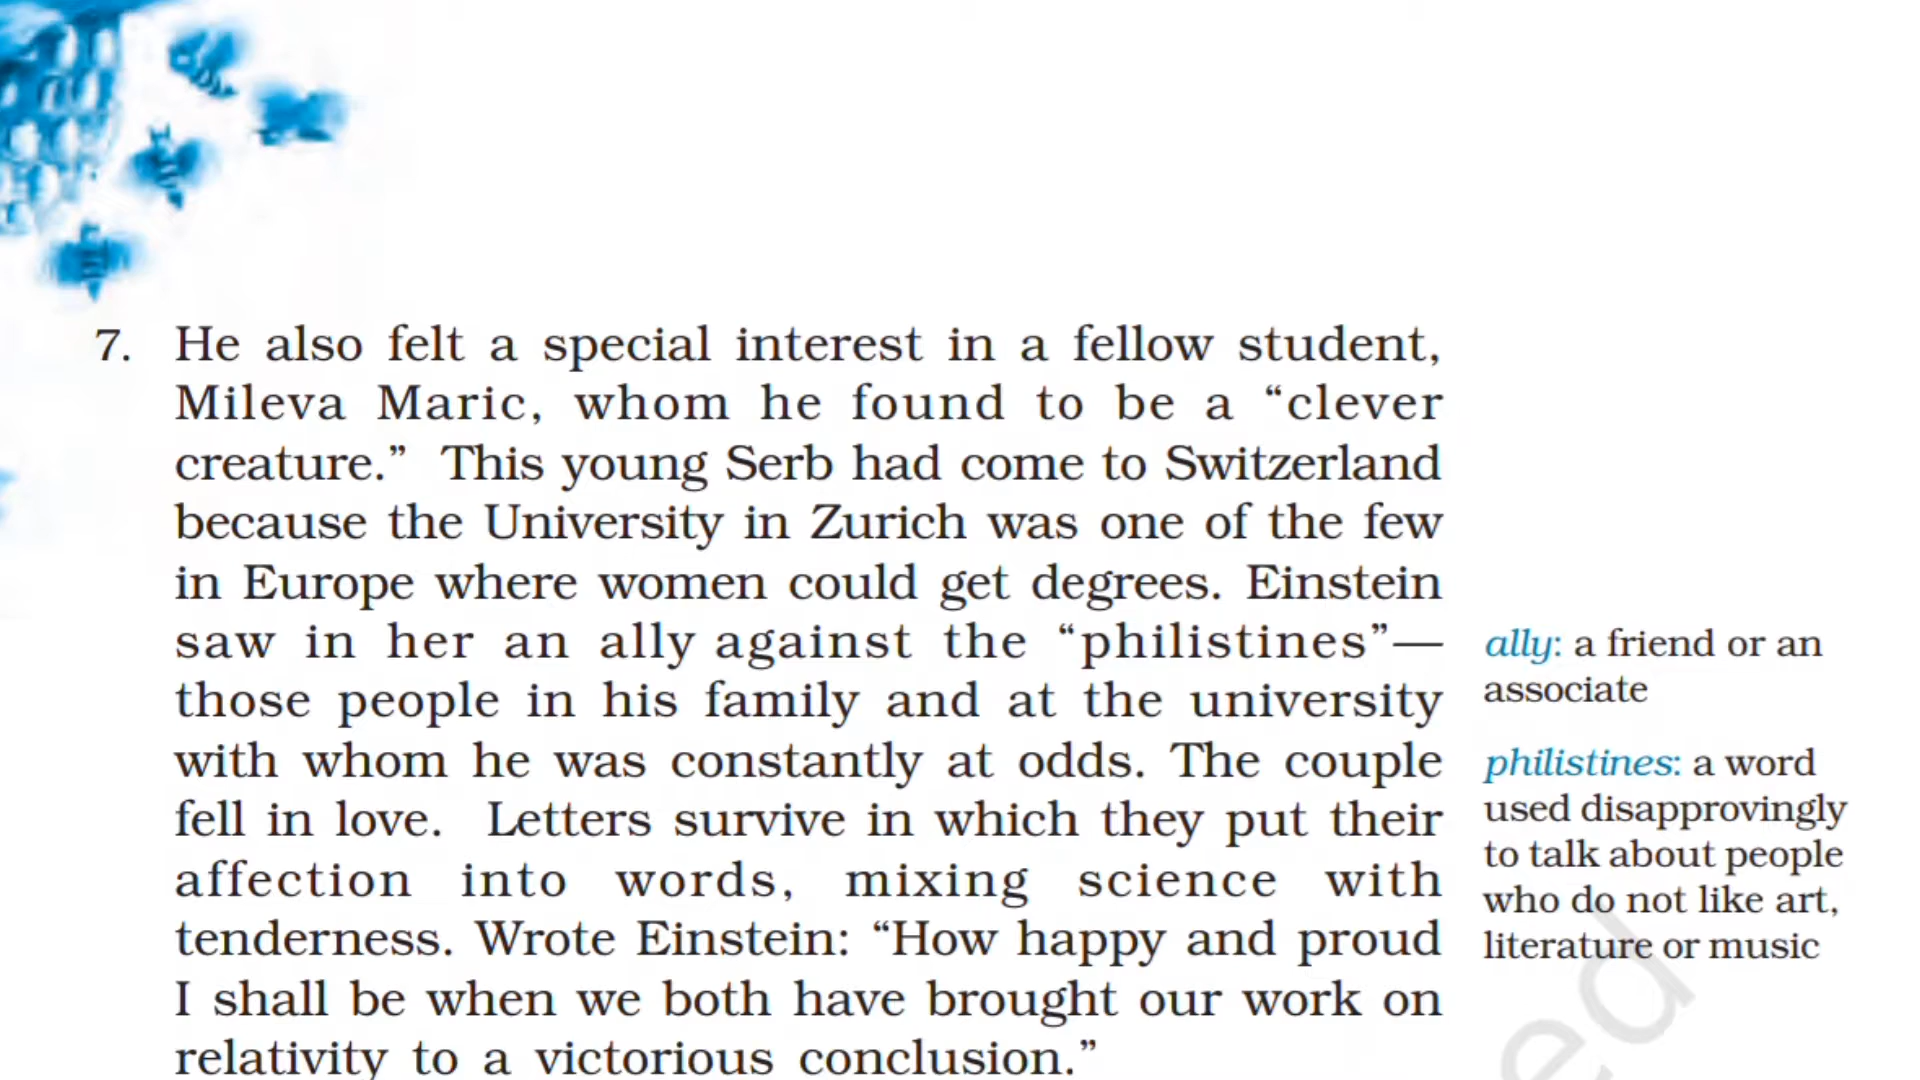 7. He also felt a special interest in a fellow student,
Mileva Maric, whom he found to be a “clever
creature.” This young Serb had come to Switzerland
because the University in Zurich was one of the few
in Europe where women could get degrees. Einstein
saw in her an ally against the “philistines”—
those people in his family and at the university
with whom he was constantly at odds. The couple
fell in love. Letters survive in which they put their
affection into words, mixing science with
tenderness. Wrote Einstein: “How happy and proud
I shall be when we both have brought our work on
relativity to a victorious conclusion.”
ally: a friend or an
associate
philistines: a word
used disapprovingly
to talk about people
who do not like art,
literature or music
ed